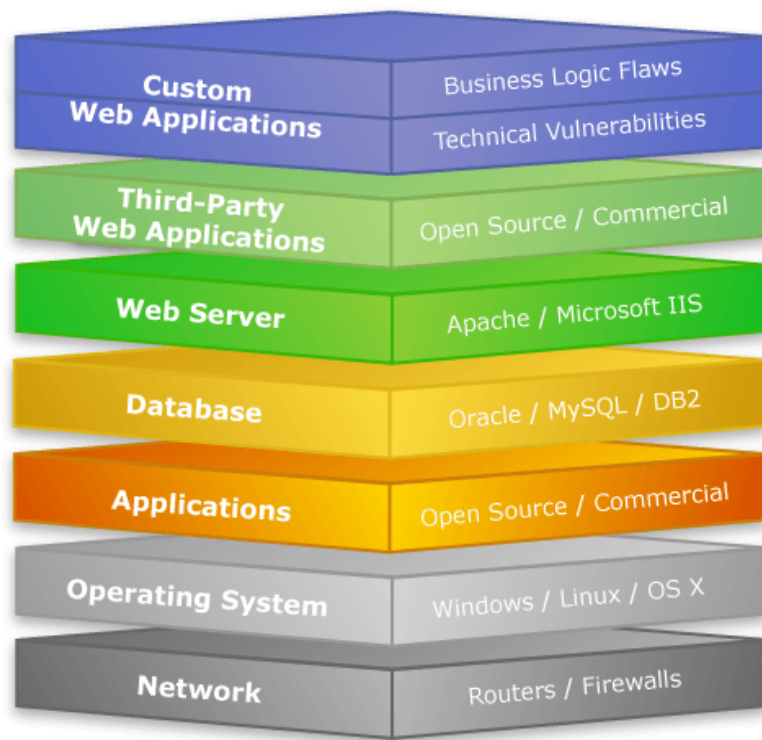 Custom
Web Applications
Business Logic Flaws
Technical Vulnerabilities
Third-Party
Web Applications
Open Source / Commercial
Web Server
Apache / Microsoft IIS
Database
Oracle / MySQL / DB2
Applications
Open Source / Commercial
Operating System
Windows / Linux / OS X
Network
Routers / Firewalls